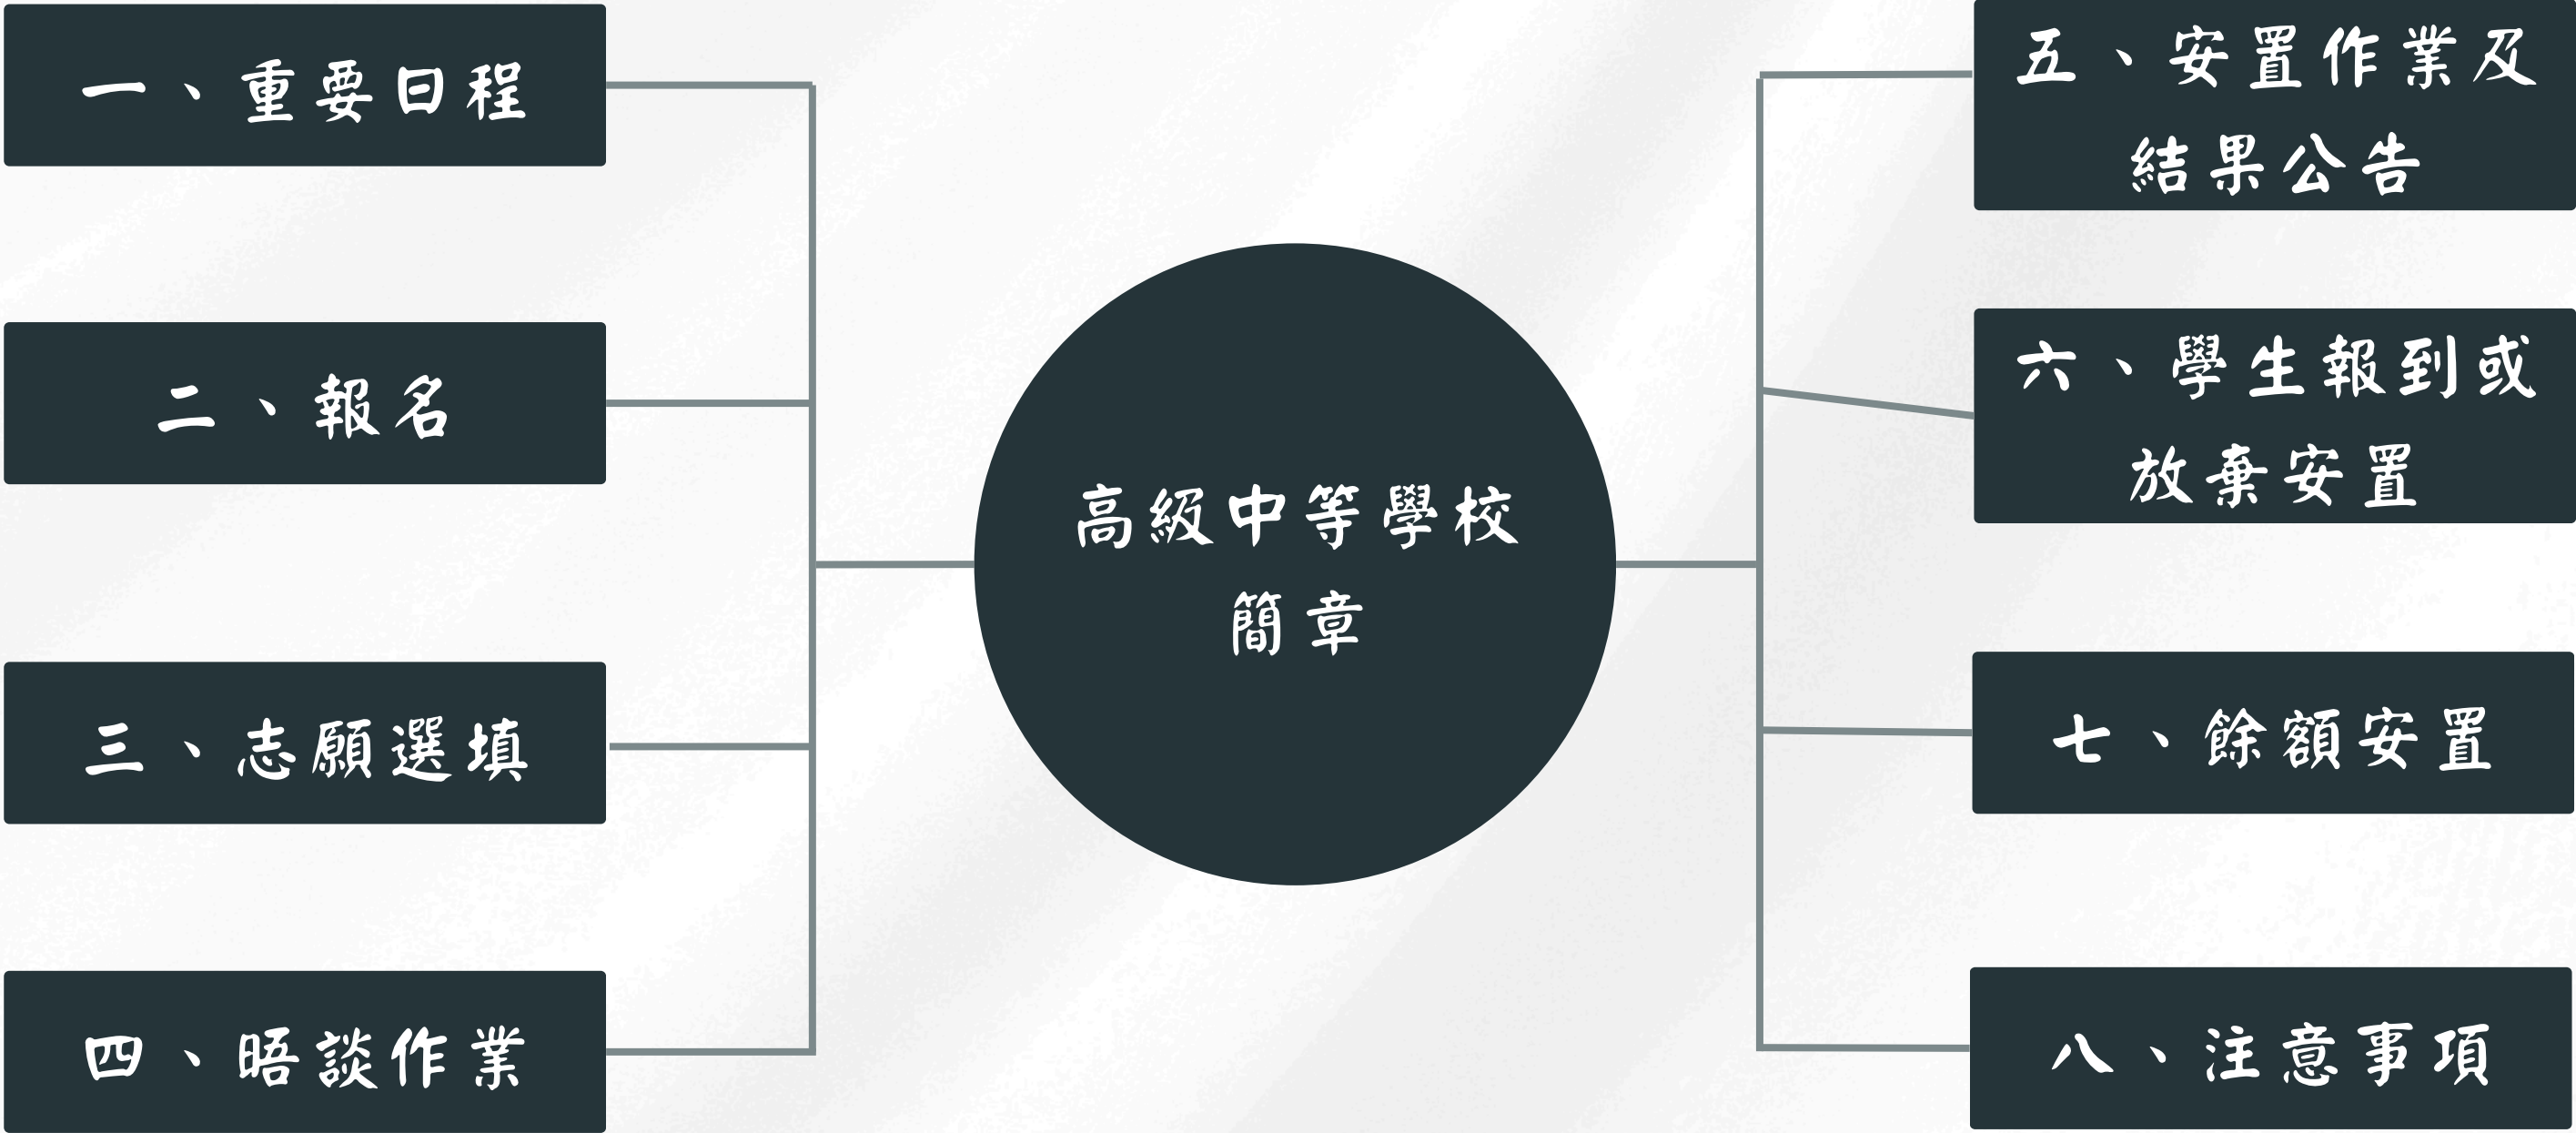 一、重要日程
二、報名
三、志願選填
四、晤談作業
高級中等學校
簡章
五、安置作業及
結果公告
六、學生報到或
放棄安置
七、餘額安置
八、注意事項